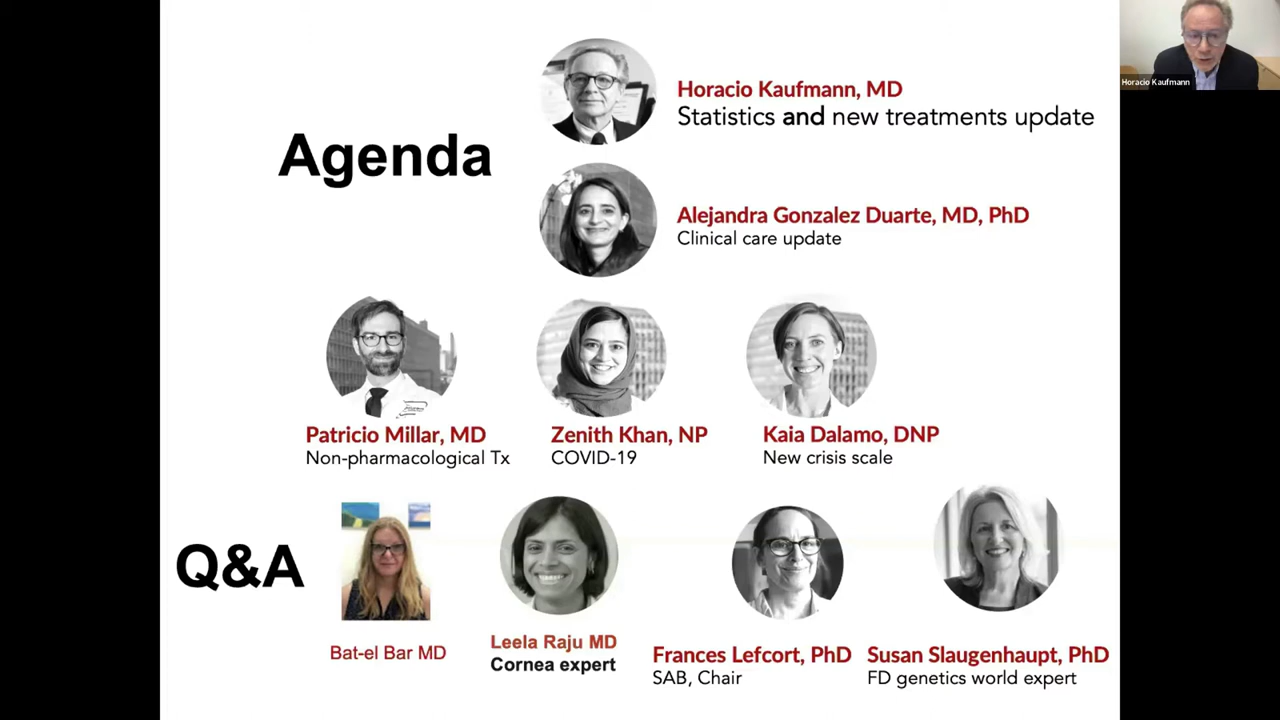 Agenda
Horacio Kaufmann, MD
Statistics and new treatments update
Horacio Kaufmann
Alejandra Gonzalez Duarte, MD, PhD
Clinical care update
Patricio Millar, MD
Non-pharmacological Tx
Zenith Khan, NP
COVID-19
Kaia Dalamo, DNP
New crisis scale
Q&A
Bat-el Bar MD
Leela Raju MD
Cornea expert
Frances Lefcort, PhD
SAB, Chair
Susan Slaugenhaupt, PhD
FD genetics world expert